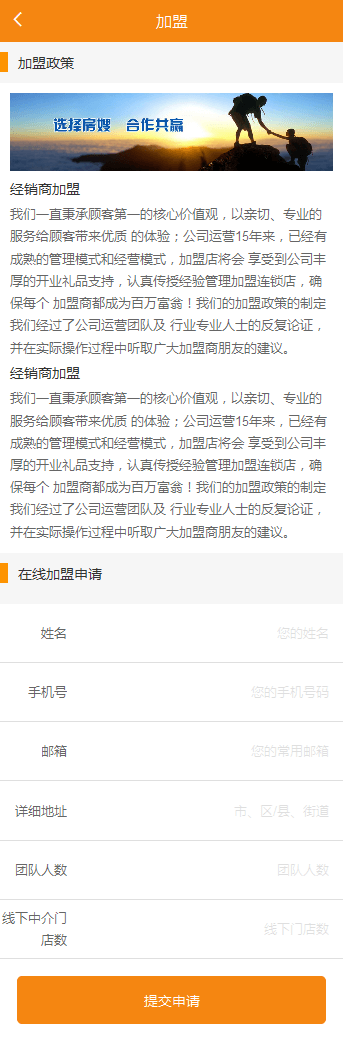 加盟
加盟政策
选择房嫂 合作共赢
经销商加盟
我们一直秉承顾客第一的核心价值观，以亲切、专业的
服务给顾客带来优质 的体验；公司运营15年来，已经有
成熟的管理模式和经营模式，加盟店将会 享受到公司丰
厚的开业礼品支持，认真传授经验管理加盟连锁店，确
保每个 加盟商都成为百万富翁！我们的加盟政策的制定
我们经过了公司运营团队及 行业专业人士的反复论证，
并在实际操作过程中听取广大加盟商朋友的建议。
经销商加盟
我们一直秉承顾客第一的核心价值观，以亲切、专业的
服务给顾客带来优质 的体验；公司运营15年来，已经有
成熟的管理模式和经营模式，加盟店将会 享受到公司丰
厚的开业礼品支持，认真传授经验管理加盟连锁店，确
保每个 加盟商都成为百万富翁！我们的加盟政策的制定
我们经过了公司运营团队及 行业专业人士的反复论证，
并在实际操作过程中听取广大加盟商朋友的建议。
在线加盟申请
姓名 您的姓名
手机号 您的手机号码
邮箱 您的常用邮箱
详细地址 市、区/县、街道
团队人数 团队人数
线下中介门
店数 线下门店数
提交申请